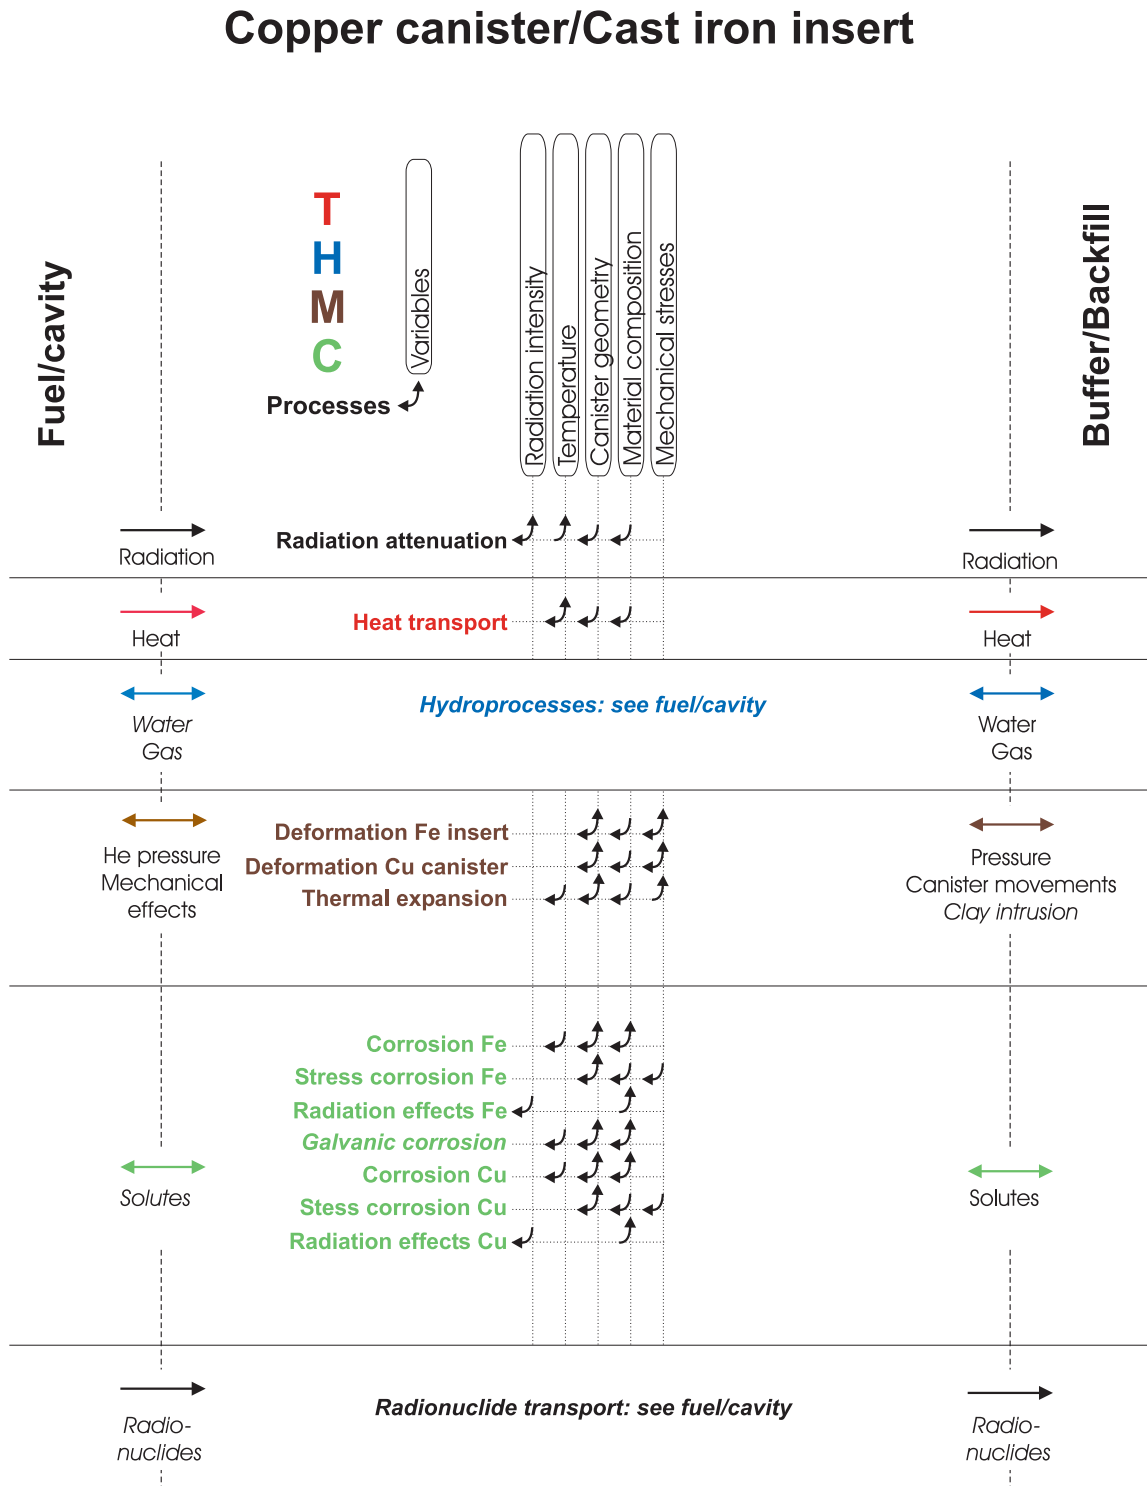 Copper canister/Cast iron insert
Fuel/cavity
T
H
M
C
Processes
Variables
Radiation intensity
Temperature
Canister geometry
Material composition
Mechanical stresses
Buffer/Backfill
Radiation
Radiation attenuation
Radiation
Heat
Heat transport
Heat
Water
Gas
Hydroprocesses: see fuel/cavity
Water
Gas
He pressure
Mechanical
effects
Deformation Fe insert
Deformation Cu canister
Thermal expansion
Pressure
Canister movements
Clay intrusion
Solutes
Corrosion Fe
Stress corrosion Fe
Radiation effects Fe
Galvanic corrosion
Corrosion Cu
Stess corrosion Cu
Radiation effects Cu
Solutes
Radio-
nuclides
Radionuclide transport: see fuel/cavity
Radio-
nuclides